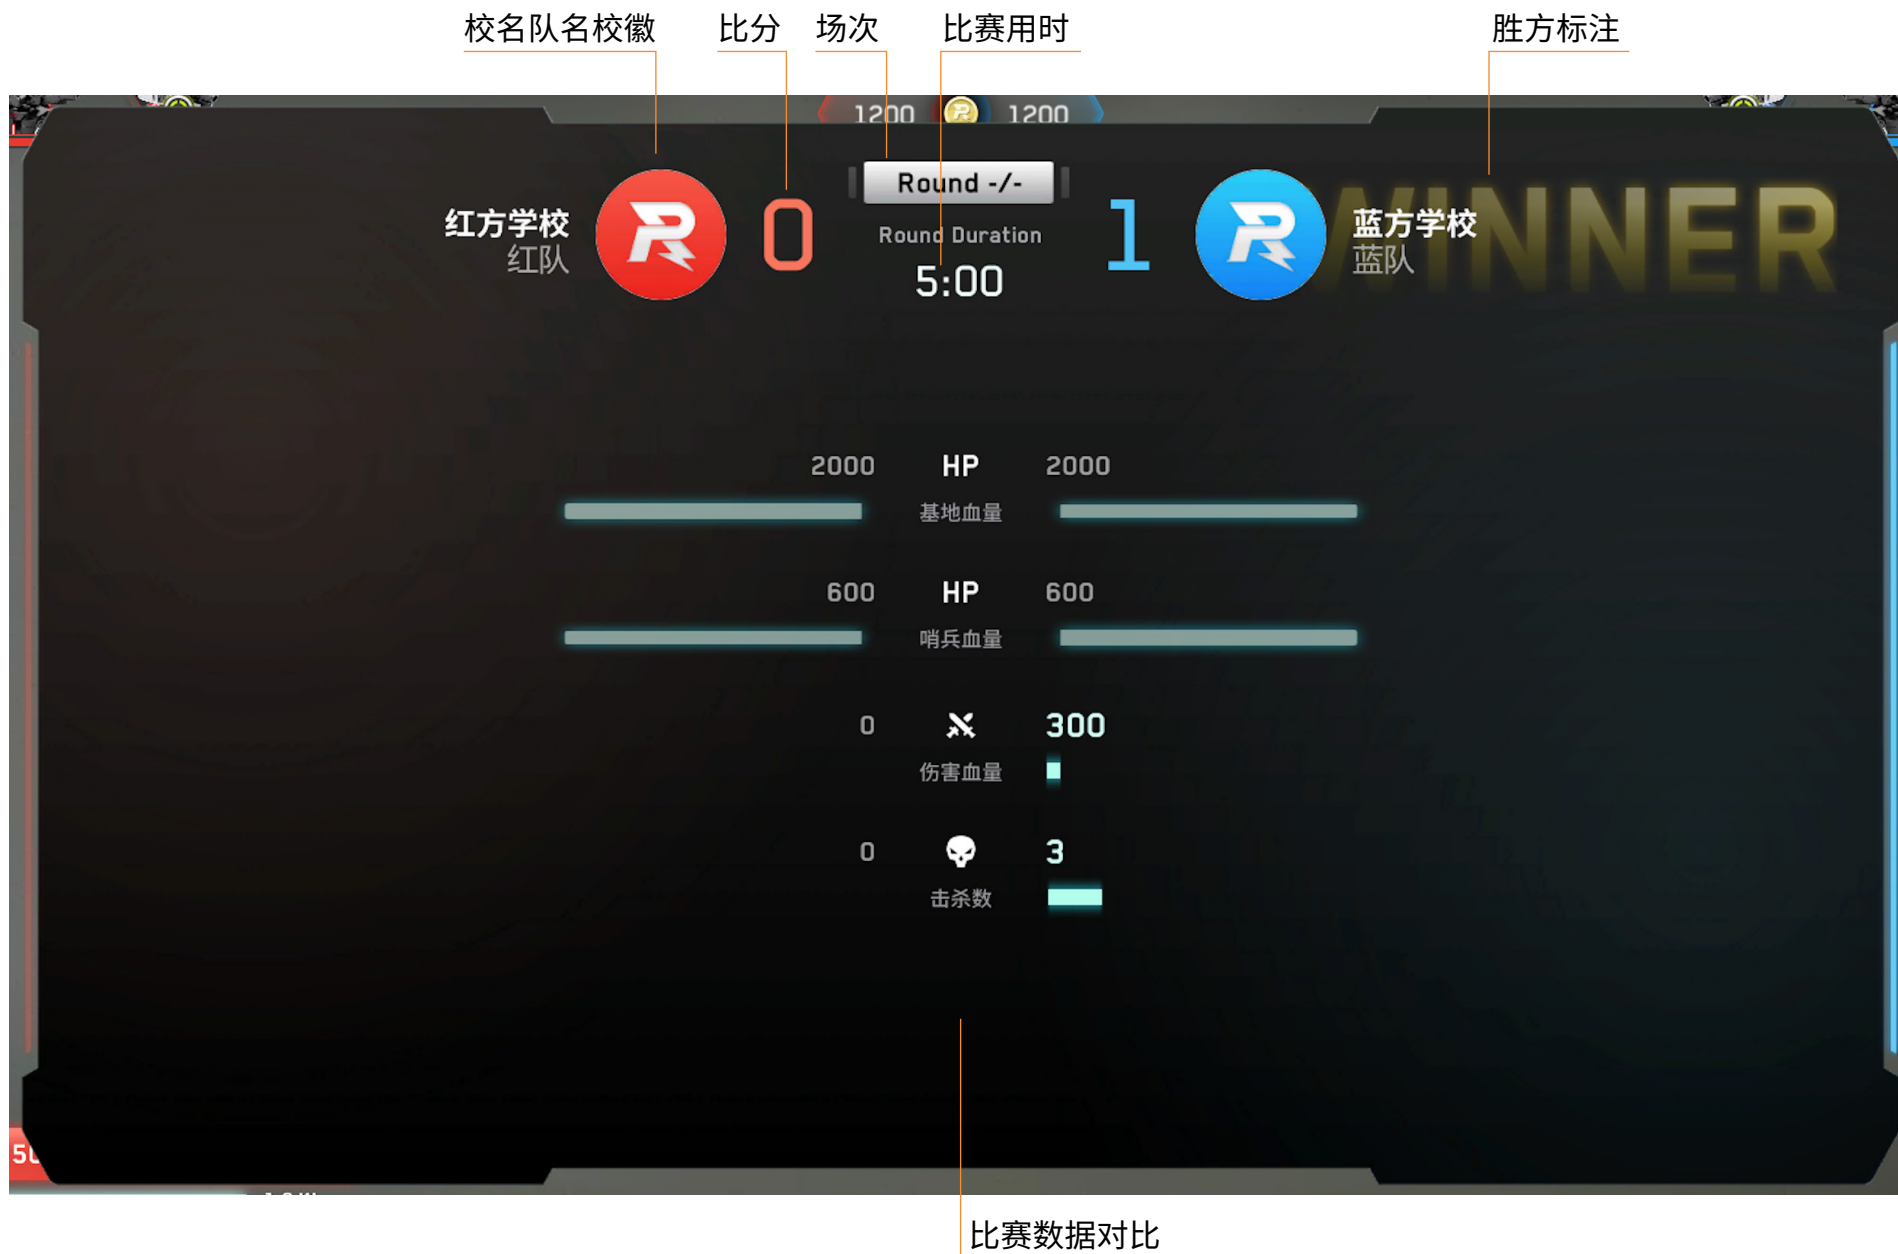 校名队名校徽 比分 场次 比赛用时 胜方标注
1200 1200
Round -/-
红方学校 0 Round Duration 1 蓝方学校 WINNER
红队 5:00 蓝队
2000 HP 2000
基地血量
600 HP 600
哨兵血量
0 300
伤害血量
0 3
击杀数
比赛数据对比